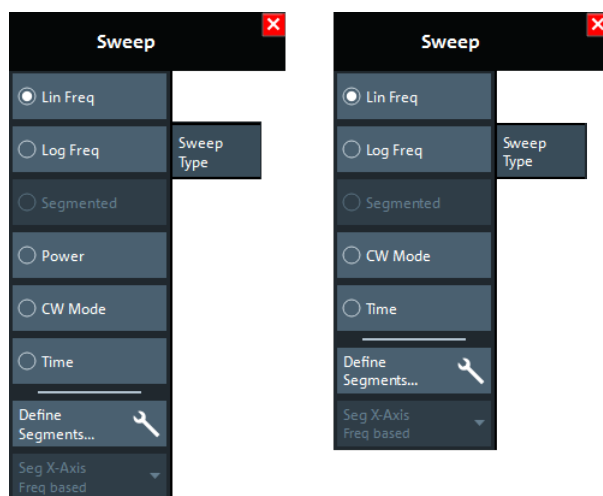 Sweep
Lin Freq
Log Freq
Sweep
Type
Segmented
Power
CW Mode
Time
Define
Segments...
Seg X-Axis
Freq based
Sweep
Lin Freq
Log Freq
Sweep
Type
Segmented
CW Mode
Time
Define
Segments...
Seg X-Axis
Freq based